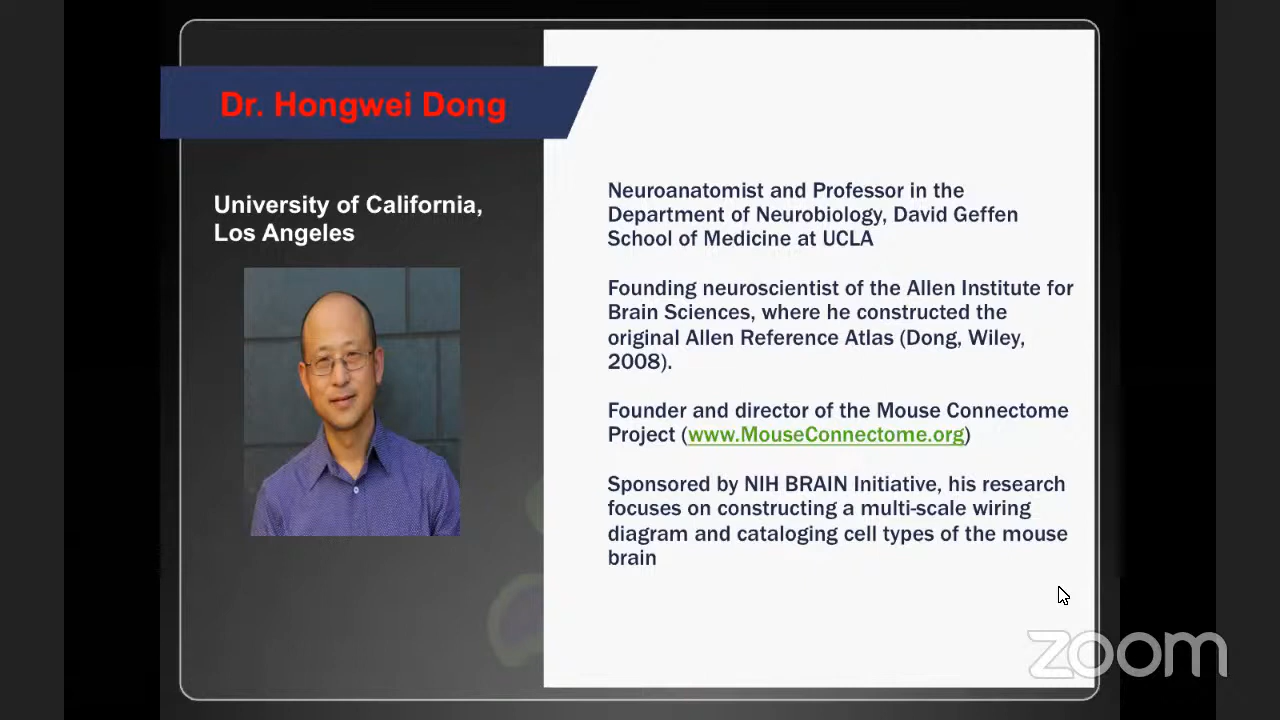 Dr. Hongwei Dong
University of California,
Los Angeles
Neuroanatomist and Professor in the
Department of Neurobiology, David Geffen
School of Medicine at UCLA
Founding neuroscientist of the Allen Institute for
Brain Sciences, where he constructed the
original Allen Reference Atlas (Dong, Wiley,
2008).
Founder and director of the Mouse Connectome
Project (www.MouseConnectome.org)
Sponsored by NIH BRAIN Initiative, his research
focuses on constructing a multi-scale wiring
diagram and cataloging cell types of the mouse
brain
zoom